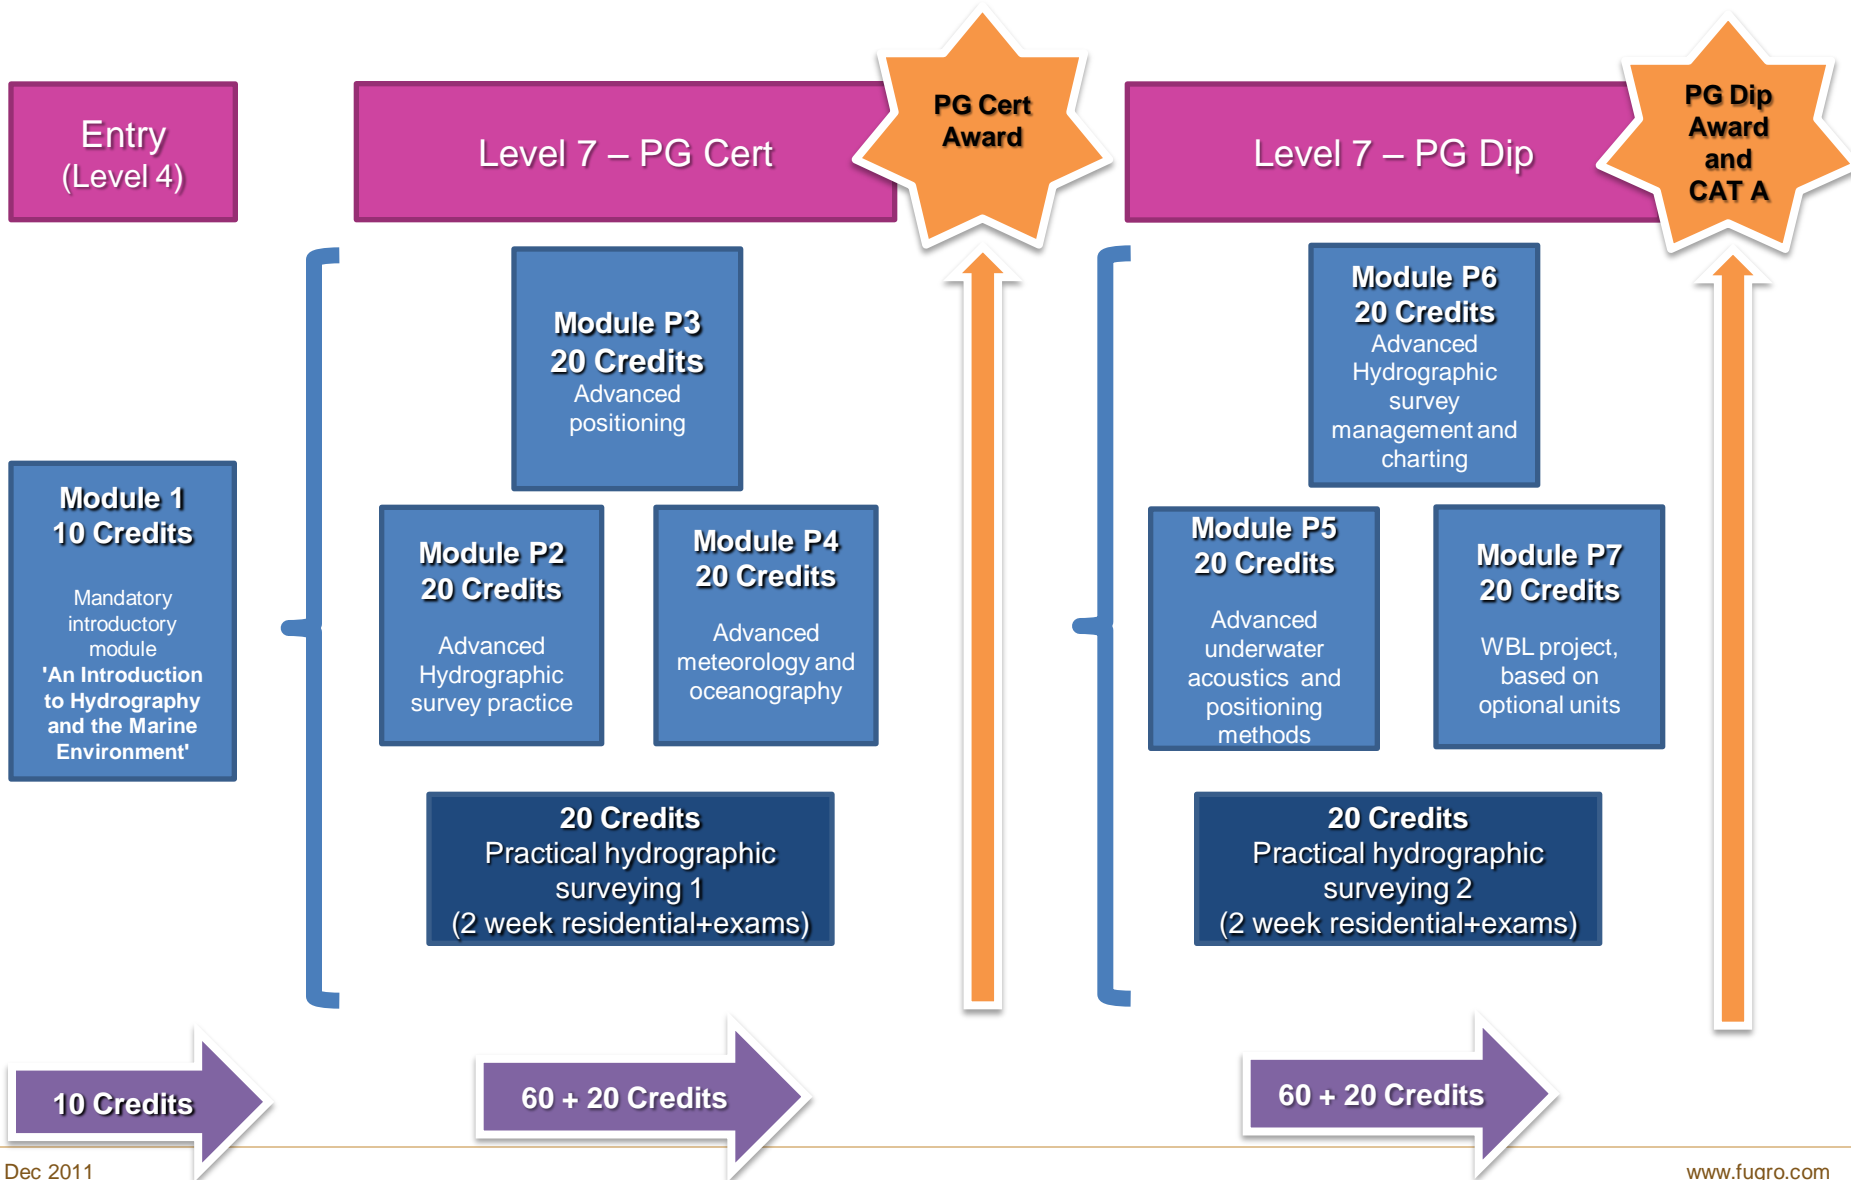 Entry
(Level 4)
Level 7 – PG Cert
PG Cert
Award
Level 7 – PG Dip
PG Dip
Award
and
CAT A
Module 1
10 Credits
Mandatory
introductory
module
'An Introduction
to Hydrography
and the Marine
Environment'
Module P3
20 Credits
Advanced
positioning
Module P2
20 Credits
Advanced
Hydrographic
survey practice
Module P4
20 Credits
Advanced
meteorology and
oceanography
20 Credits
Practical hydrographic
surveying 1
(2 week residential+exams)
Module P6
20 Credits
Advanced
Hydrographic
survey
management and
charting
Module P5
20 Credits
Advanced
underwater
acoustics and
positioning
methods
Module P7
20 Credits
WBL project,
based on
optional units
20 Credits
Practical hydrographic
surveying 2
(2 week residential+exams)
10 Credits
60 + 20 Credits
60 + 20 Credits
Dec 2011
www.fugro.com